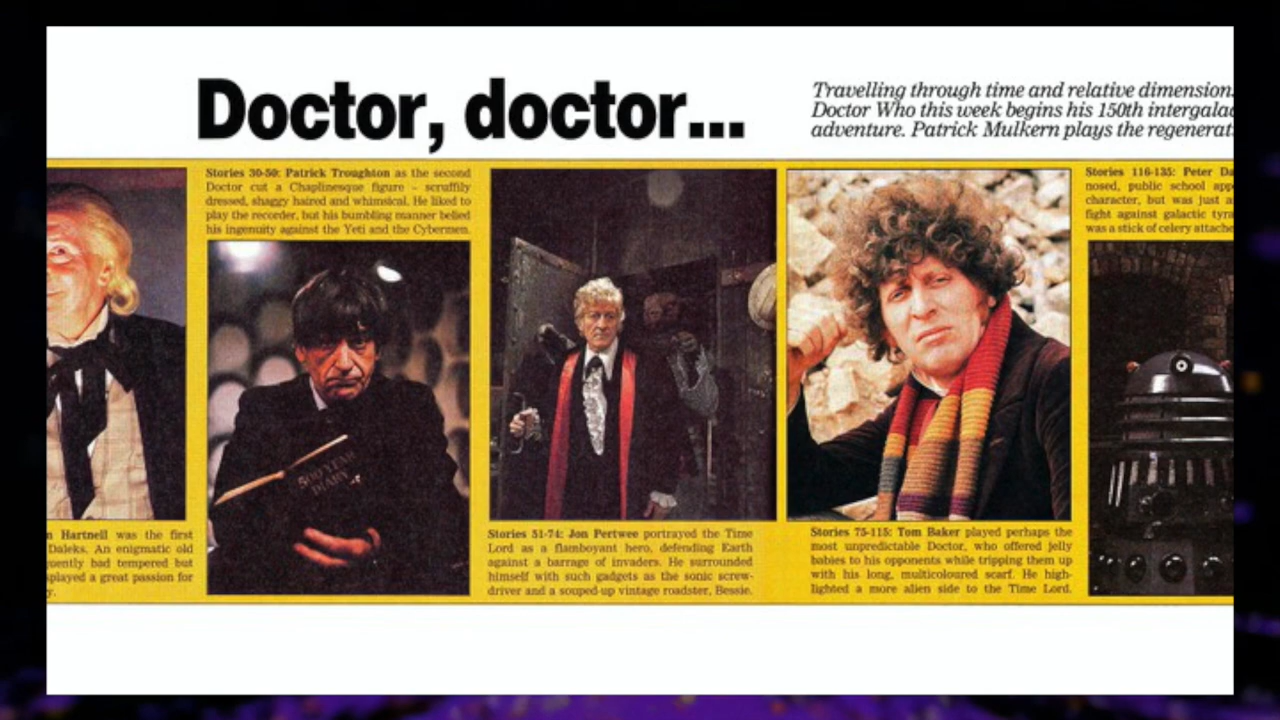 Doctor, doctor...
Travelling through time and relative dimension
Doctor Who this week begins his 150th intergalac
adventure. Patrick Mulkern plays the regenerat
n Hartnell was the first
Daleks. An enigmatic old
uently bad tempered but
splayed a great passion for
y.
Stories 30-50: Patrick Troughton as the second
Doctor cut a Chaplinesque figure – scruffily
dressed, shaggy haired and whimsical. He liked to
play the recorder, but his bumbling manner belied
his ingenuity against the Yeti and the Cybermen.
500 YEAR
DIARY
Stories 51-74: Jon Pertwee portrayed the Time
Lord as a flamboyant hero, defending Earth
against a barrage of invaders. He surrounded
himself with such gadgets as the sonic screw-
driver and a souped-up vintage roadster, Bessie.
Stories 75-115: Tom Baker played perhaps the
most unpredictable Doctor, who offered jelly
babies to his opponents while tripping them up
with his long, multicoloured scarf. He high-
lighted a more alien side to the Time Lord.
Stories 116-135: Peter Da
nosed, public school app
character, but was just a
fight against galactic tyra
was a stick of celery attache